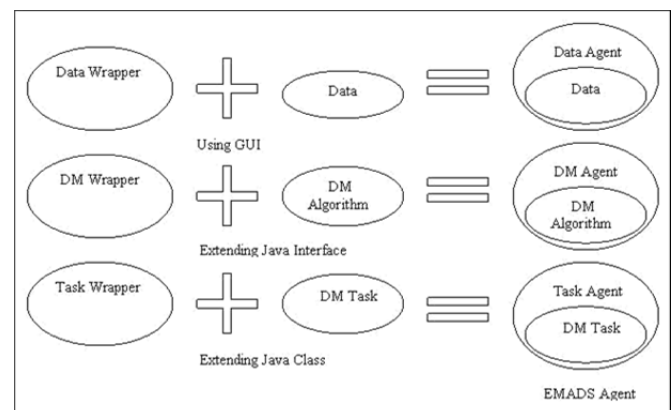 Data Wrapper
Data
Data Agent
Data
Using GUI
DM Wrapper
DM
Algorithm
DM Agent
DM
Algorithm
Extending Java Interface
Task Wrapper
DM Task
Task Agent
DM Task
Extending Java Class
EMADS Agent